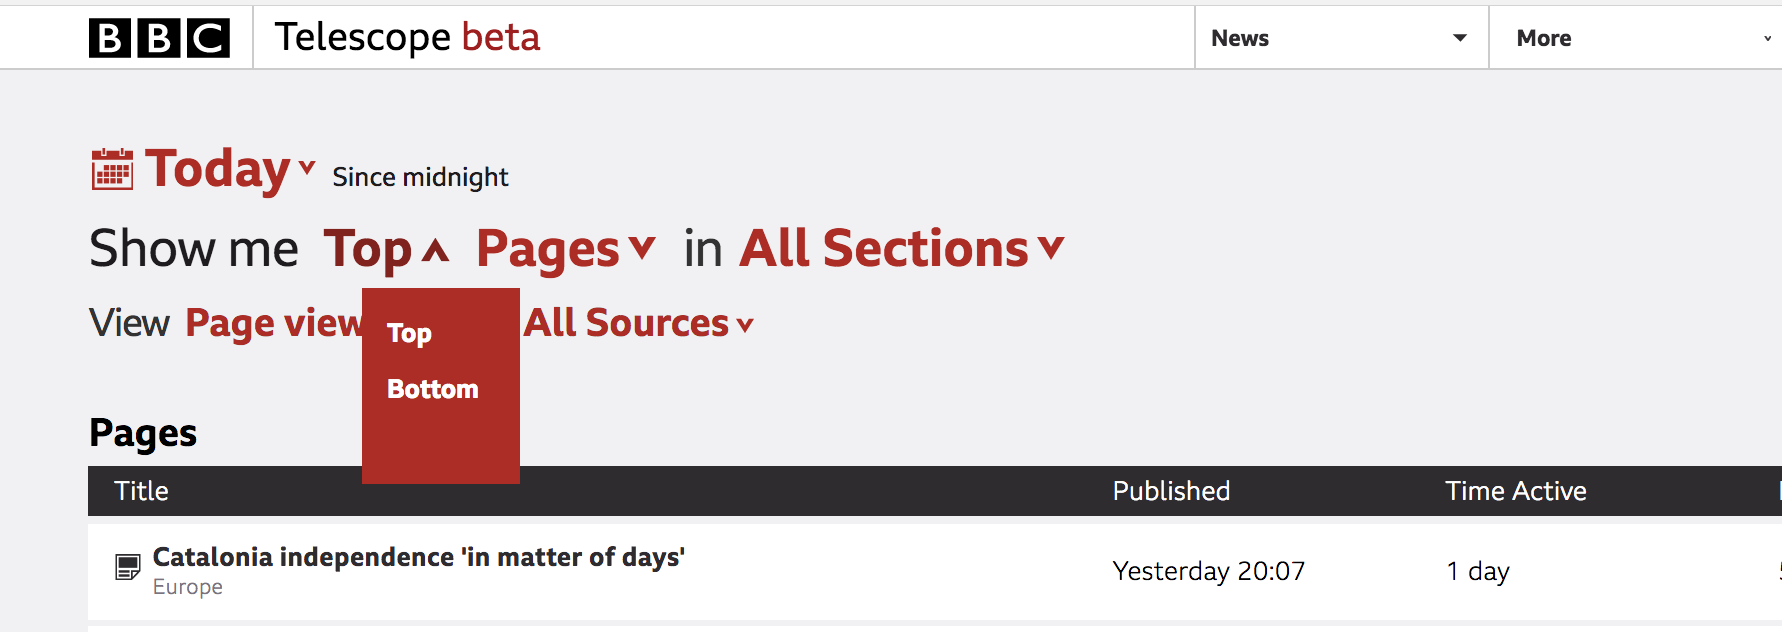 BBC Telescope beta News More
Today Since midnight
Show me Top Pages in All Sections
View Page view All Sources
Top
Bottom
Pages
Title Published Time Active
Catalonia independence 'in matter of days'
Europe
Yesterday 20:07 1 day